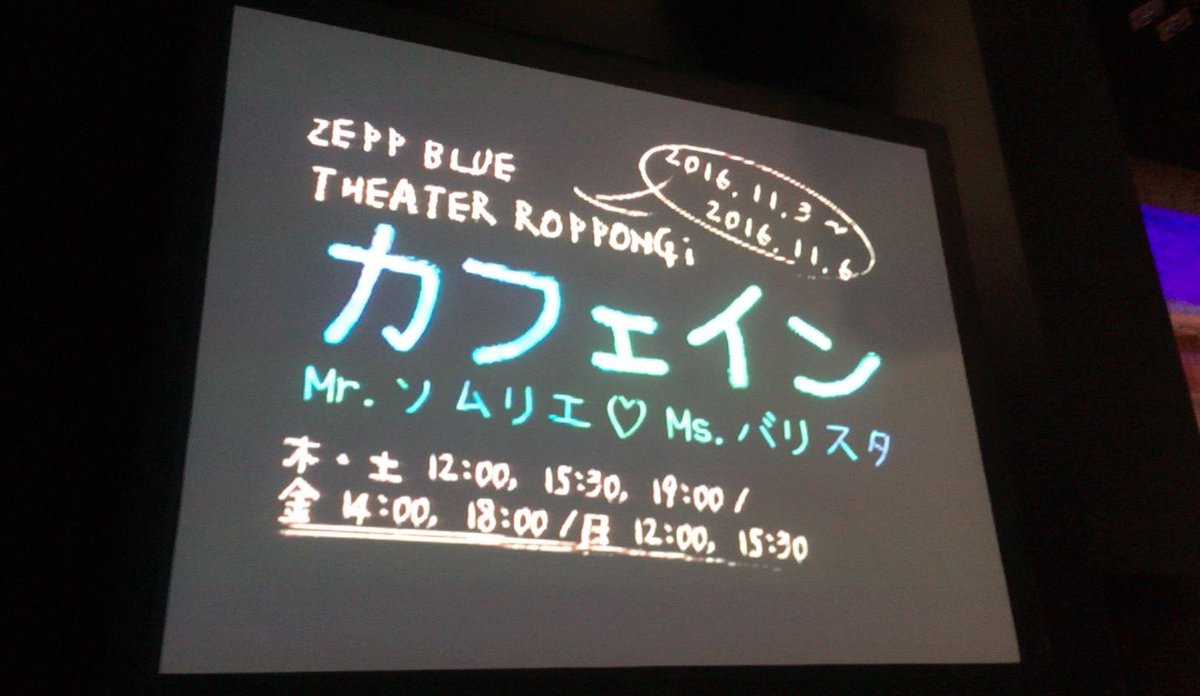 ZEPP BLUE
THEATER ROPPONGi
2016.11.3～
2016.11.6
カフェイン
Mr. ソムリエ♡Ms. バリスタ
木・土 12:00, 15:30, 19:00 /
金 14:00, 18:00 / 日 12:00, 15:30